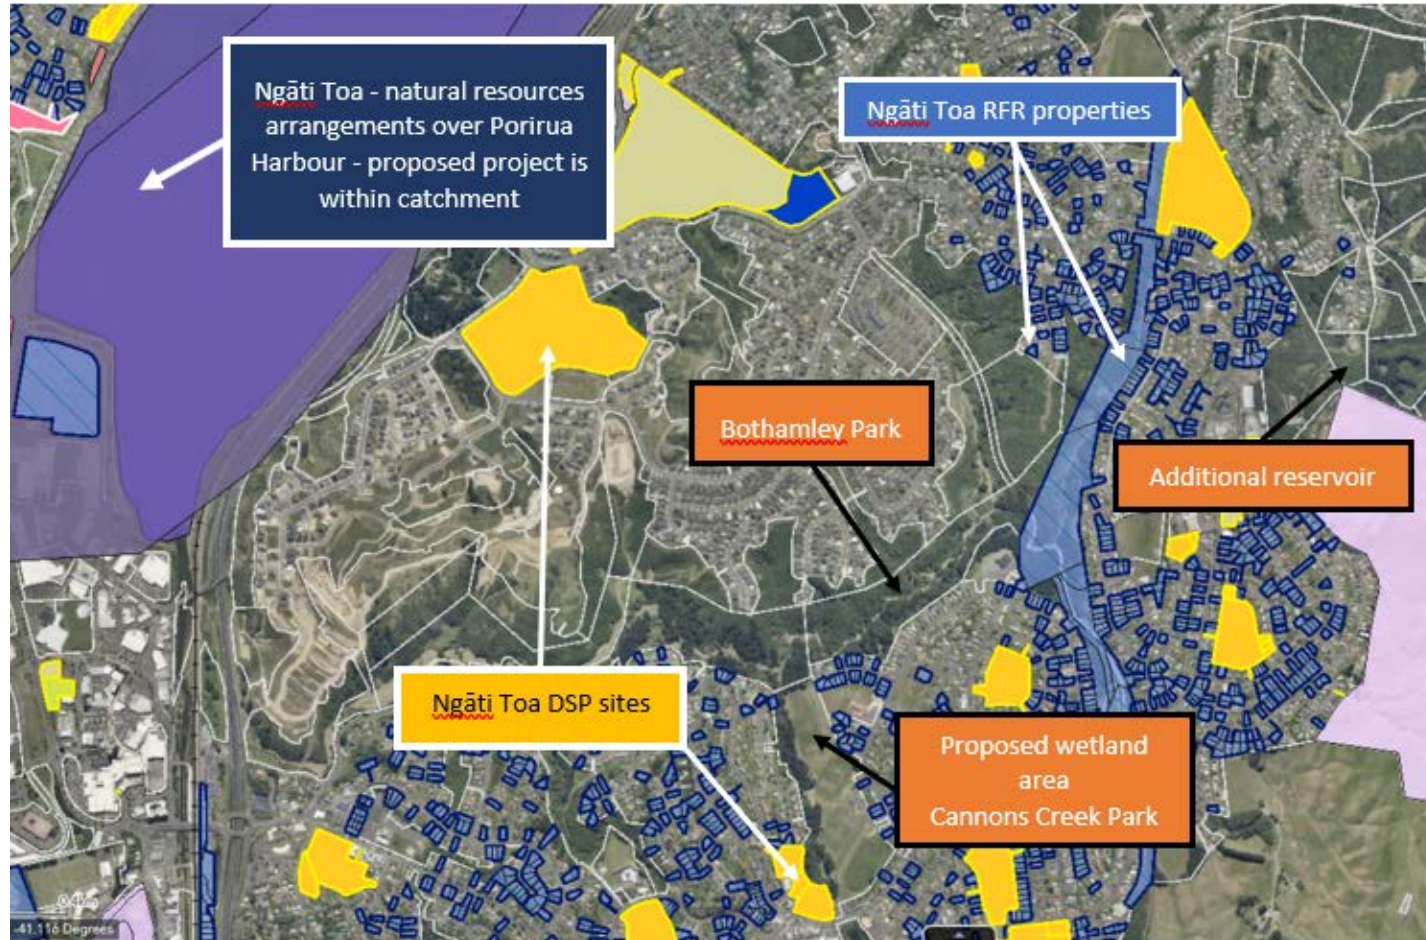 Ngāti Toa - natural resources
arrangements over Porirua
Harbour - proposed project is
within catchment
Ngāti Toa RFR properties
Bothamley Park
Additional reservoir
Ngāti Toa DSP sites
Proposed wetland
area
Cannons Creek Park
-41.116 Degrees